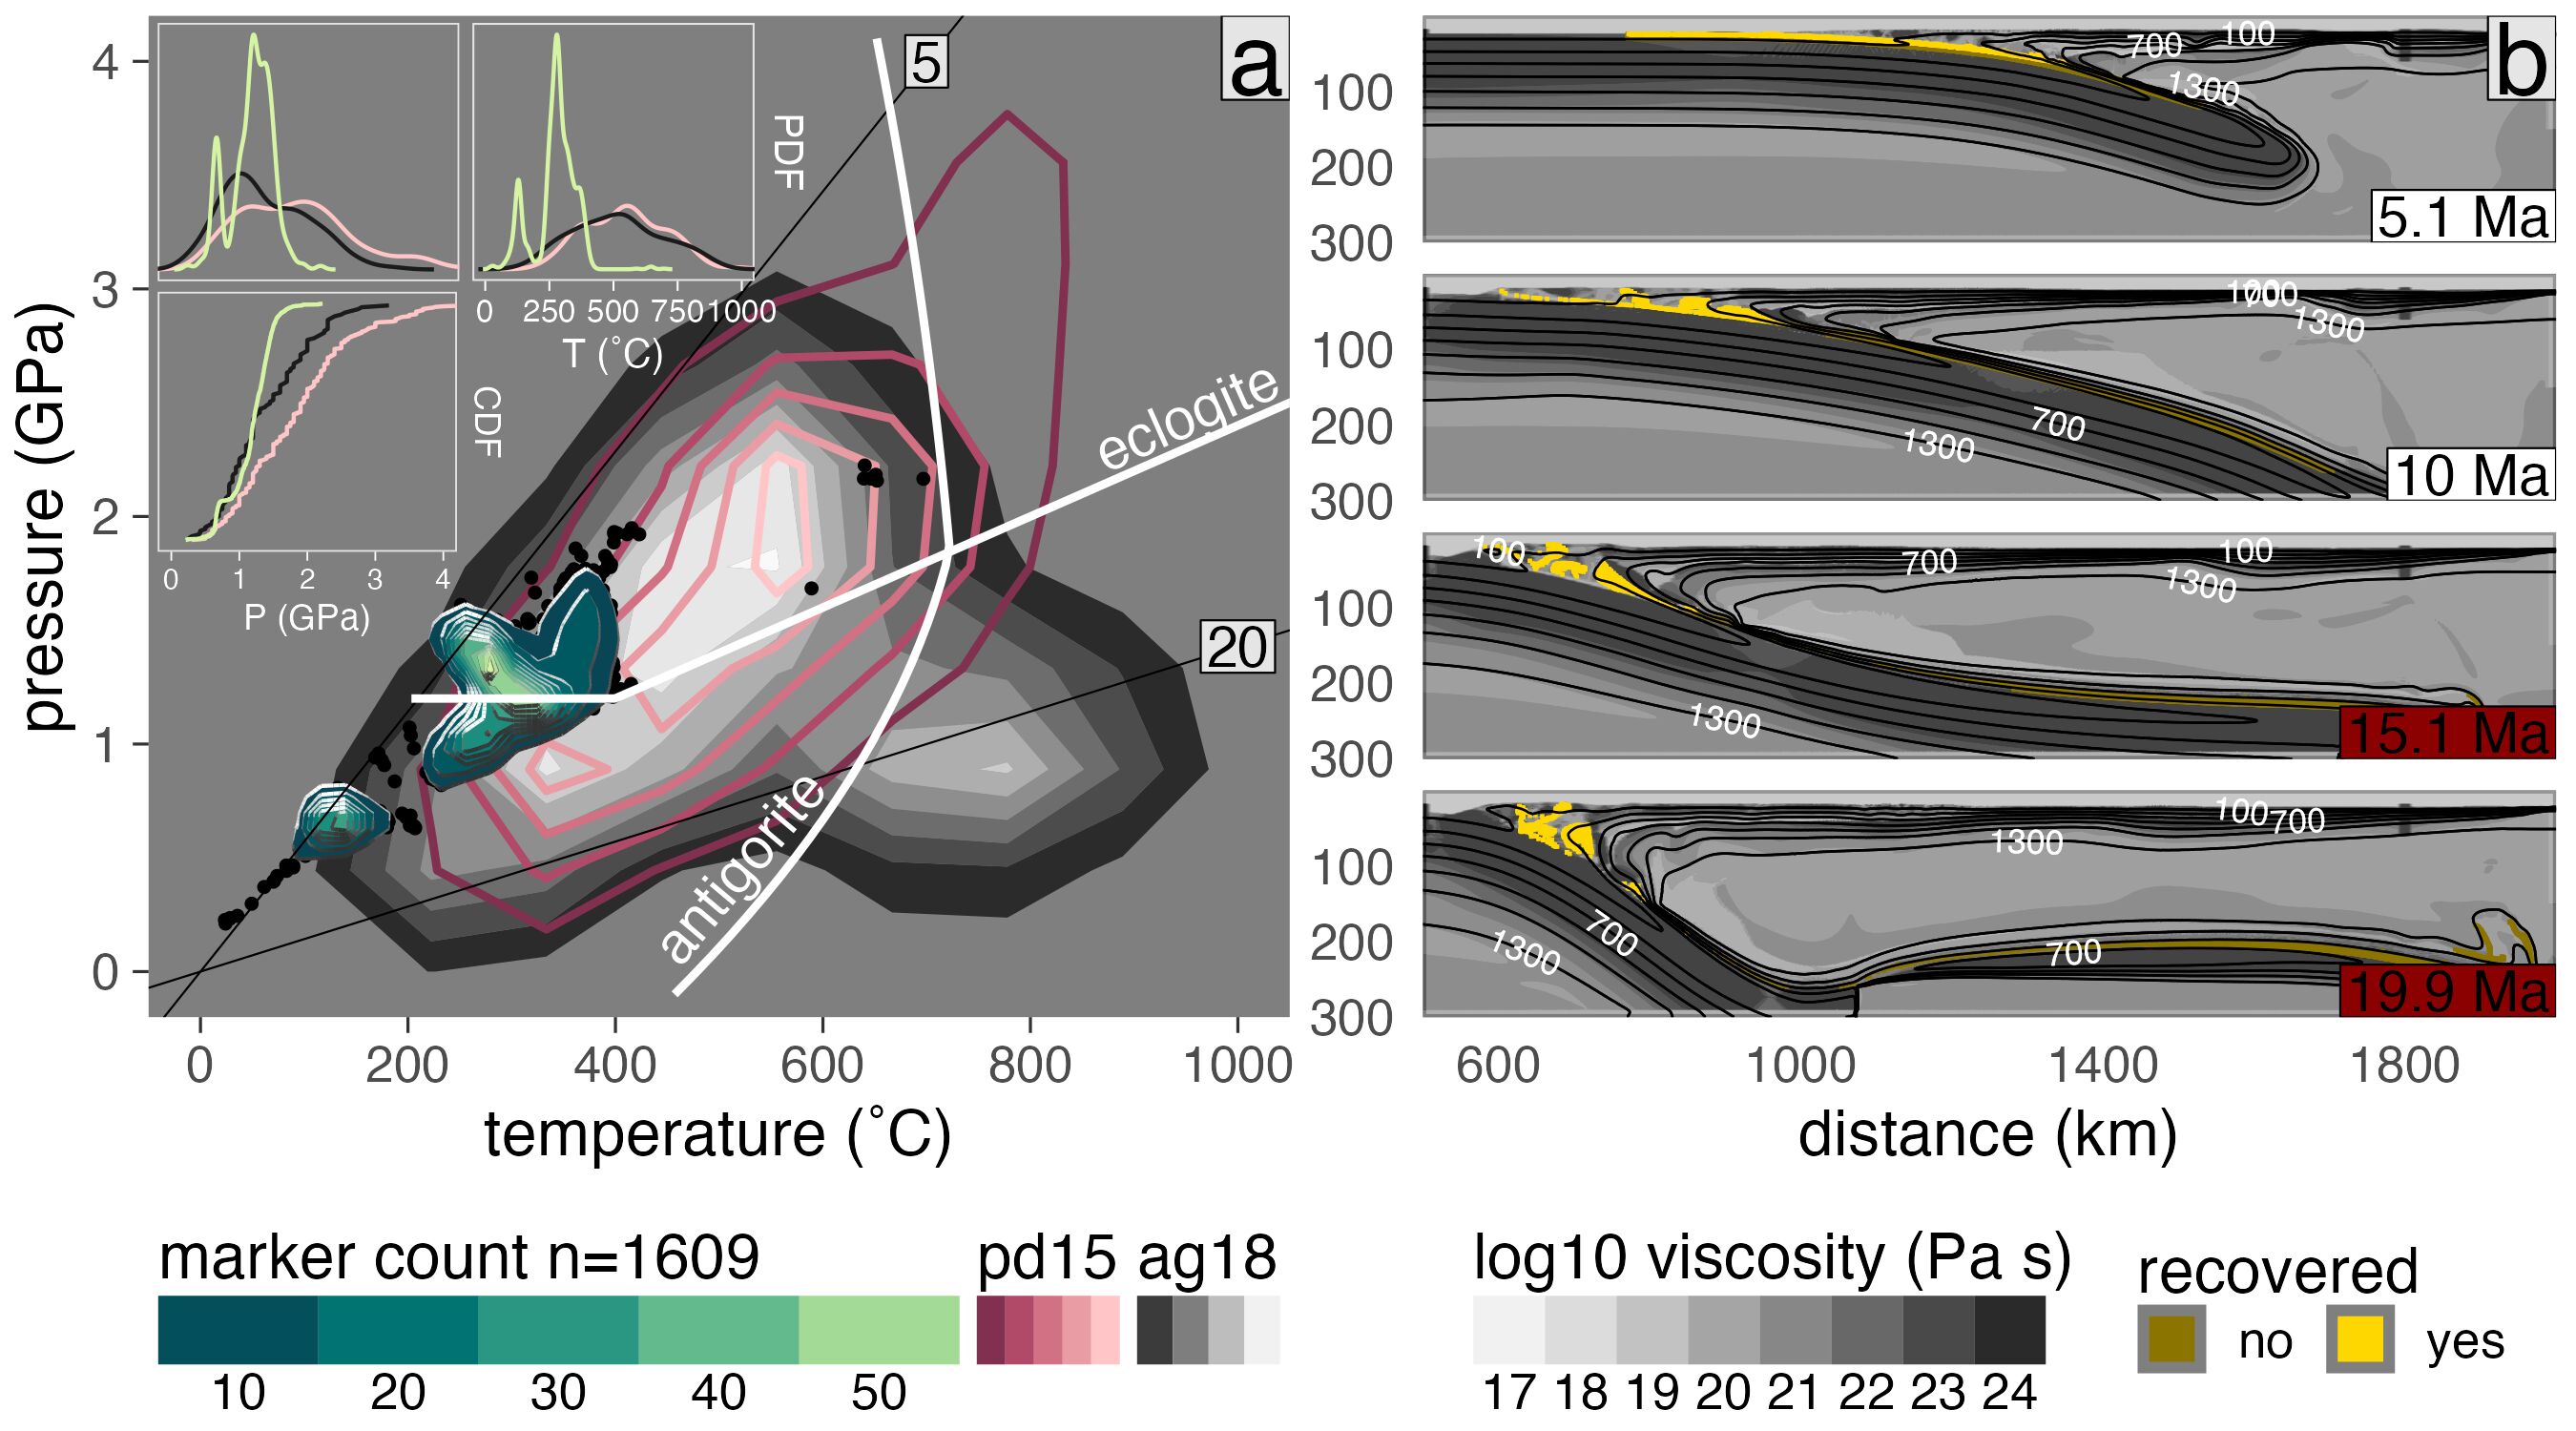 a
4
3
2
1
0
pressure (GPa)
0
200
400
600
800
1000
temperature (˚C)
PDF
0 250 500 750 1000
T (˚C)
CDF
0 1 2 3 4
P (GPa)
5
20
eclogite
antigorite
b
100
200
300
700
100
1300
5.1 Ma
100
200
300
1300
700
1300
10 Ma
100
200
300
100
700
100
1300
1300
15.1 Ma
100
200
300
100
700
1300
700
1300
700
19.9 Ma
600
1000
1400
1800
distance (km)
marker count n=1609
10 20 30 40 50
pd15
ag18
log10 viscosity (Pa s)
17 18 19 20 21 22 23 24
recovered
no
yes